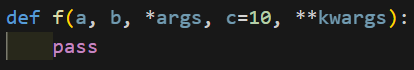 def f(a, b, *args, c=10, **kwargs):
    pass